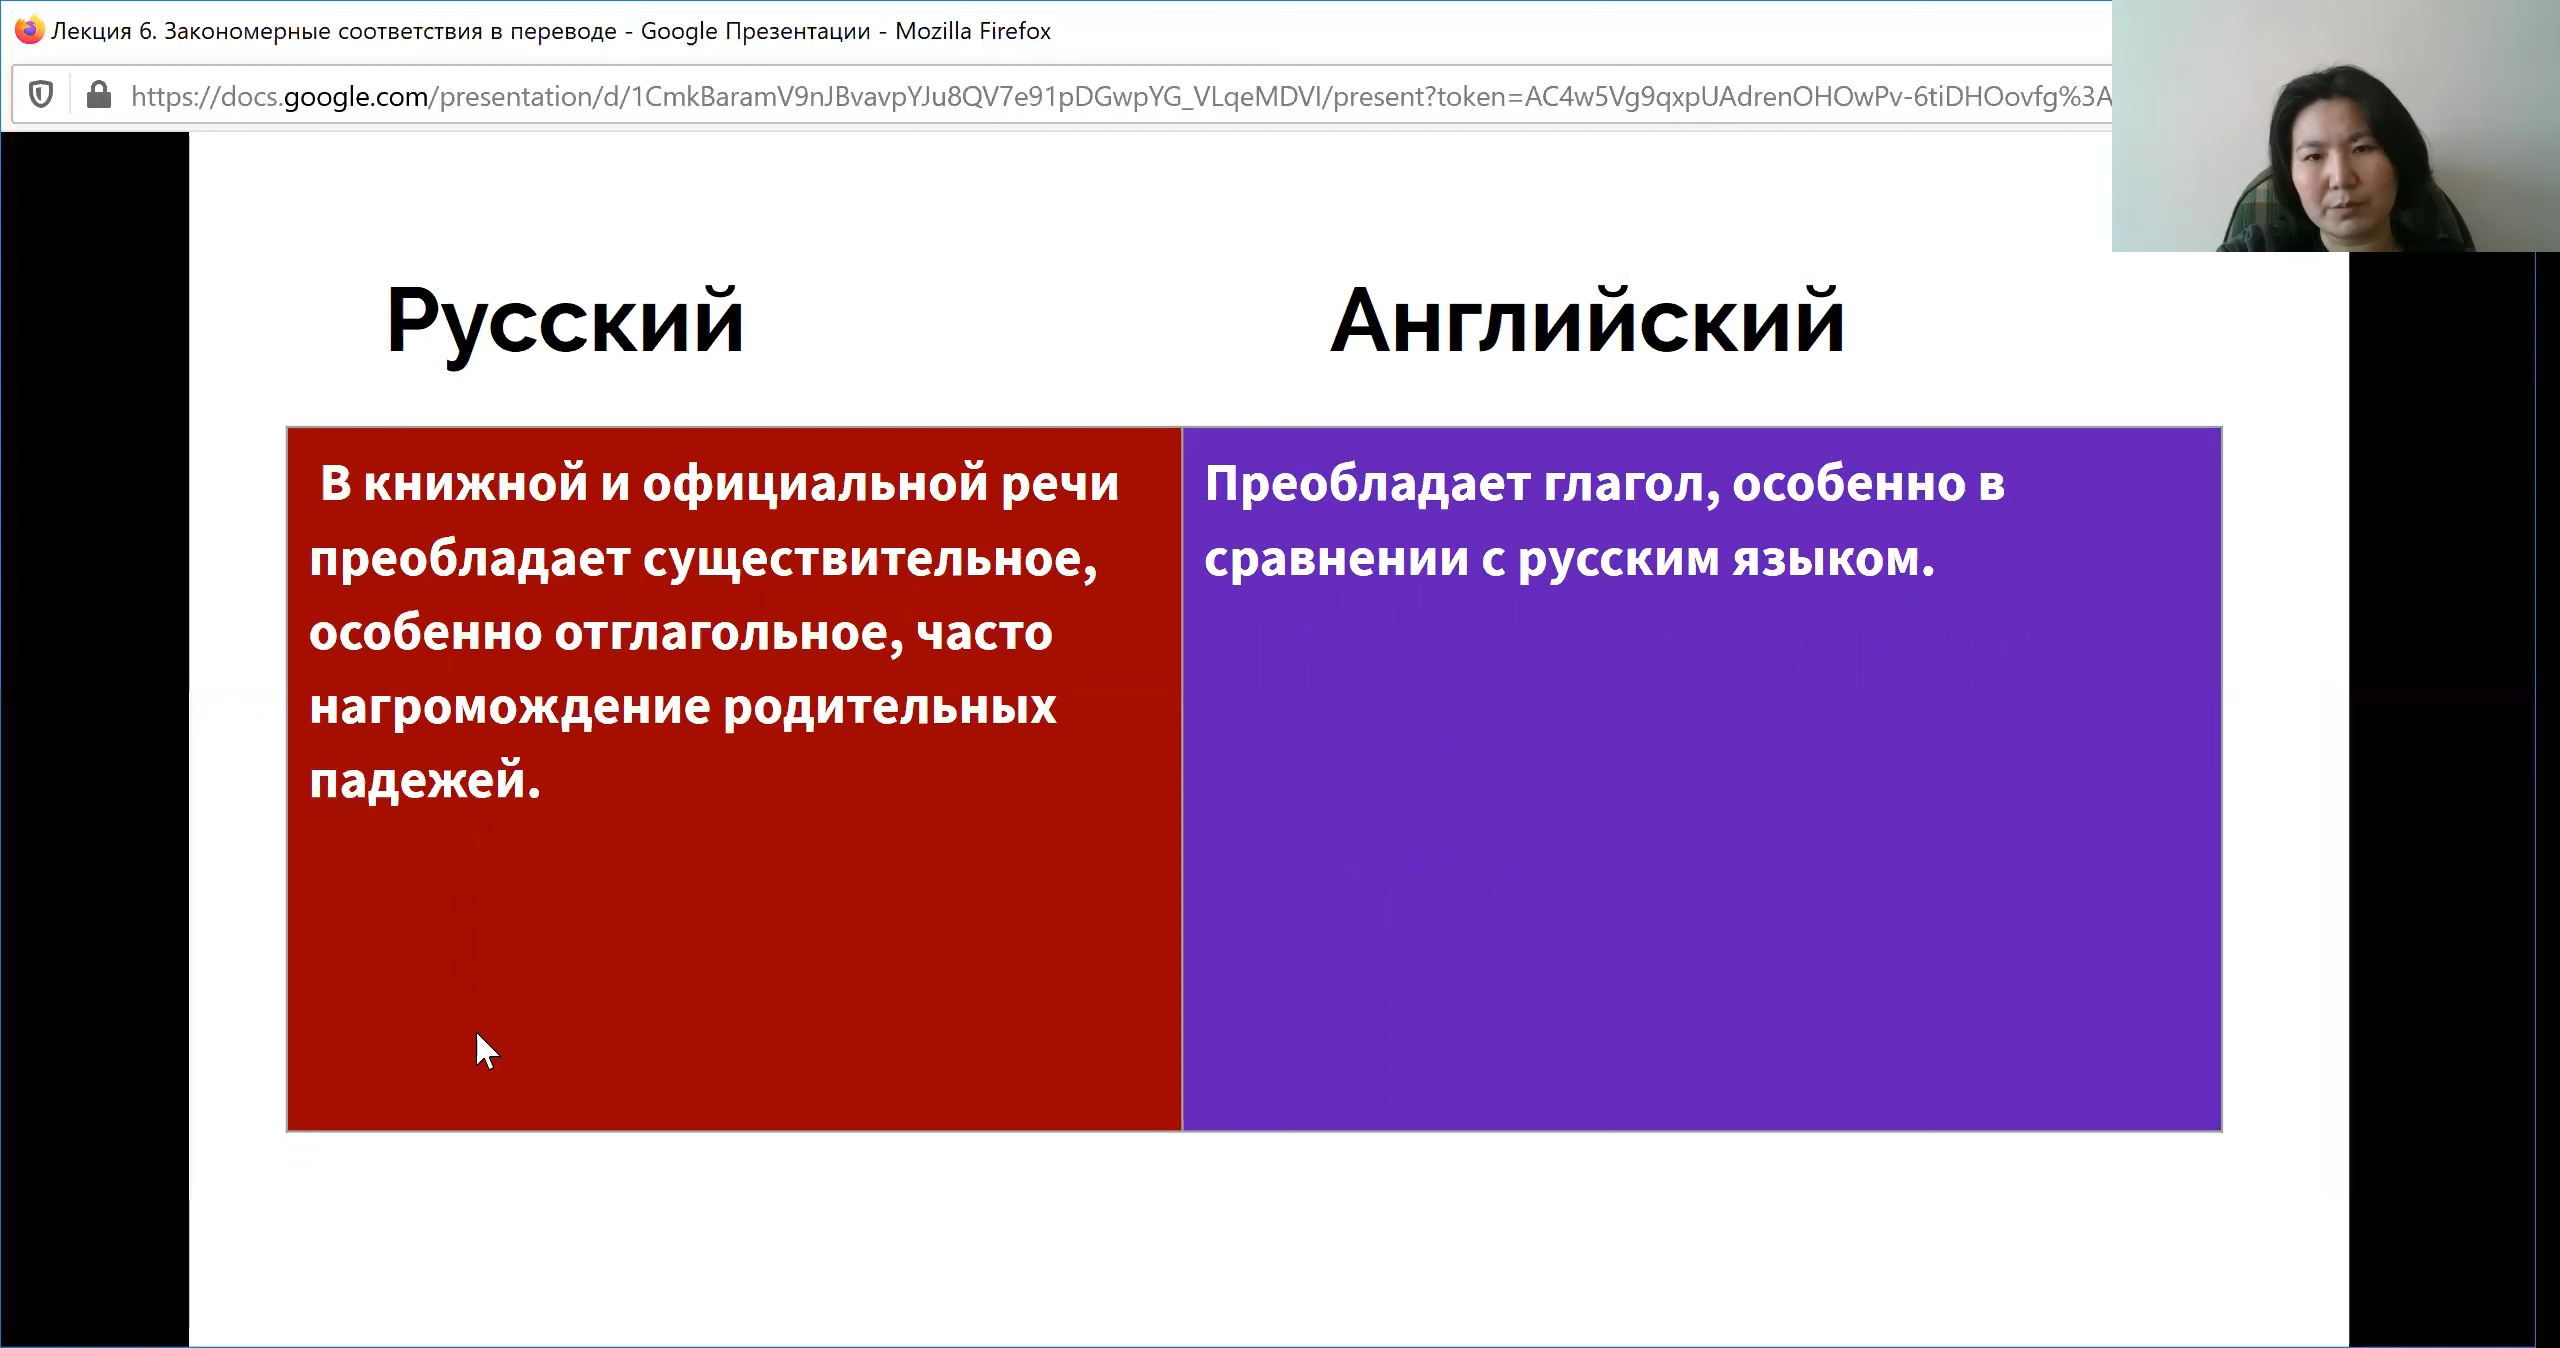 Лекция 6. Закономерные соответствия в переводе - Google Презентации - Mozilla Firefox
https://docs.google.com/presentation/d/1CmkBaramV9nJBvavpYJu8QV7e91pDGwpYG_VLqeMDVI/present?token=AC4w5Vg9qxpUAdrenOHOwPv-6tiDHOovfg%3A
Русский
Английский
В книжной и официальной речи
преобладает существительное,
особенно отглагольное, часто
нагромождение родительных
падежей.
Преобладает глагол, особенно в
сравнении с русским языком.